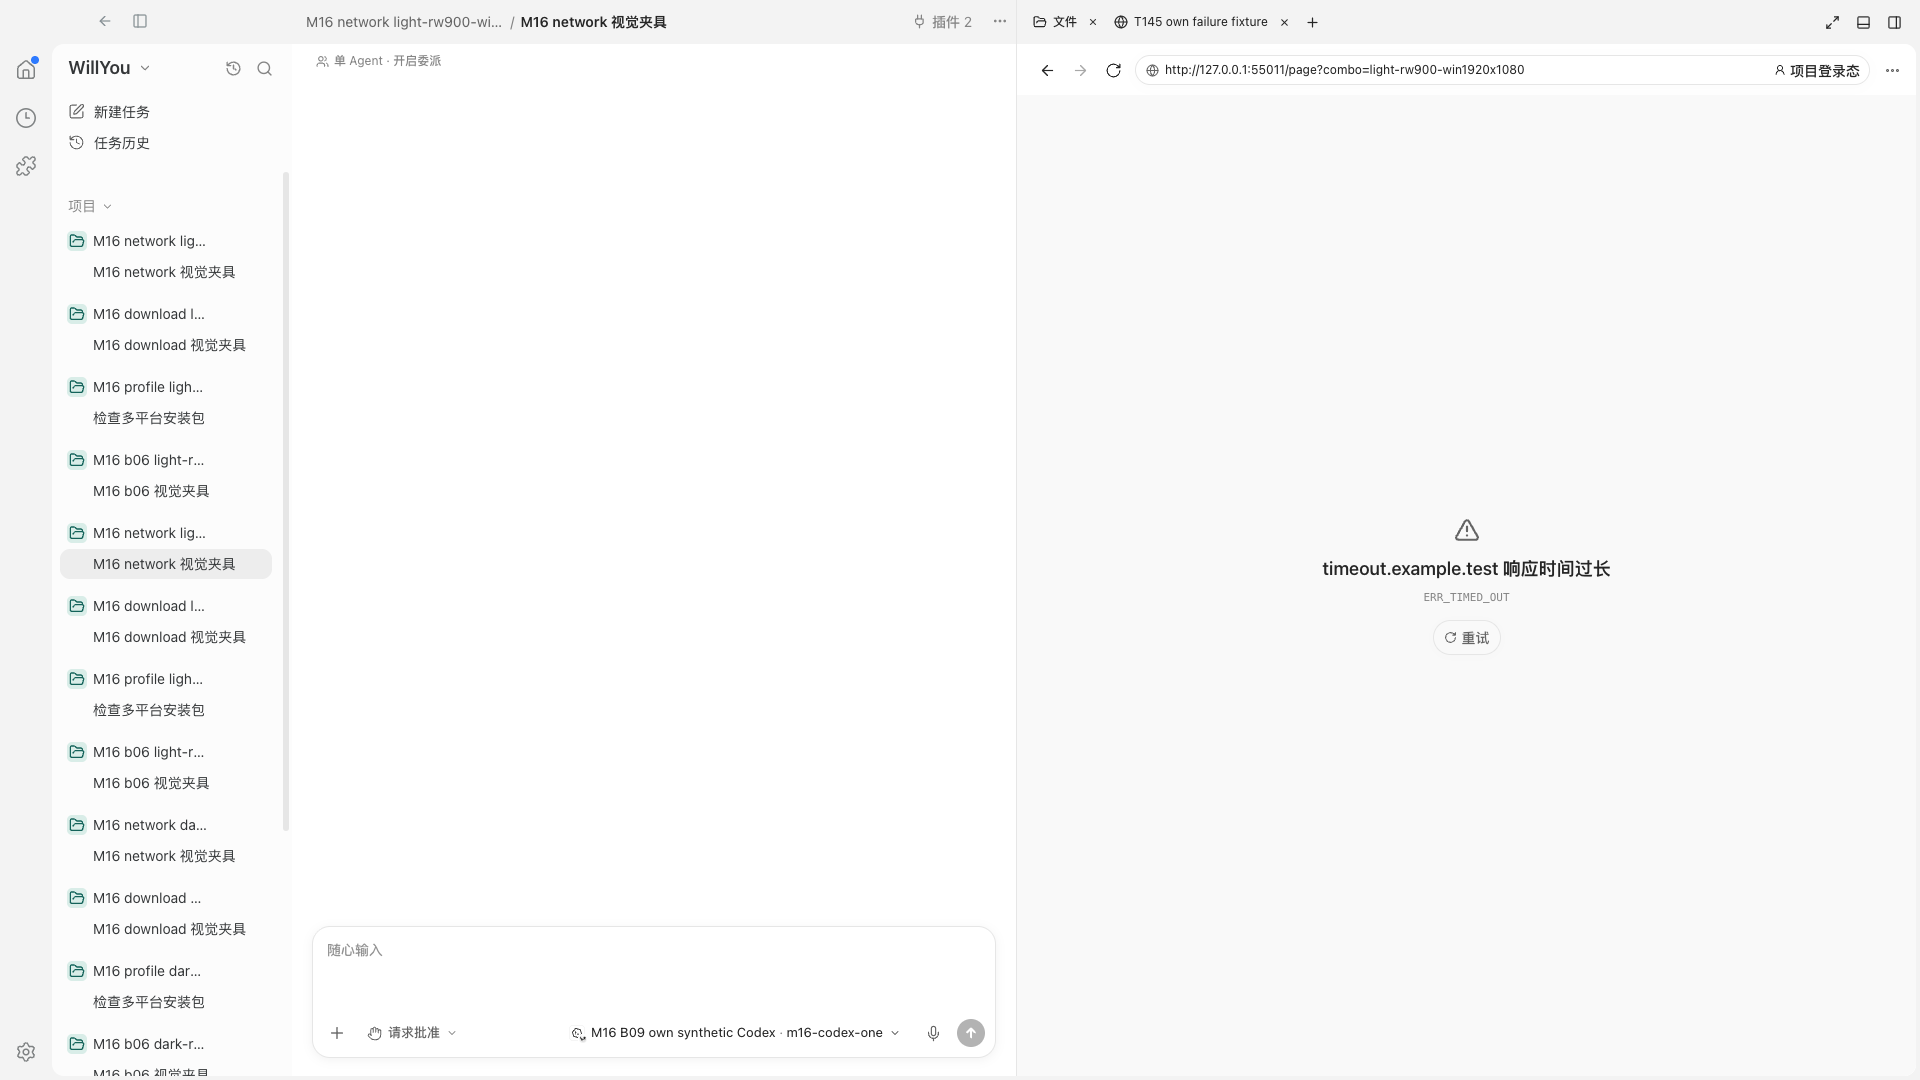 M16 network light-rw900-wi... / M16 network 视觉夹具
插件 2
文件
T145 own failure fixture
WillYou
单 Agent · 开启委派
http://127.0.0.1:55011/page?combo=light-rw900-win1920x1080
项目登录态
新建任务
任务历史
项目
M16 network lig...
M16 network 视觉夹具
M16 download l...
M16 download 视觉夹具
M16 profile ligh...
检查多平台安装包
M16 b06 light-r...
M16 b06 视觉夹具
M16 network lig...
M16 network 视觉夹具
M16 download l...
M16 download 视觉夹具
M16 profile ligh...
检查多平台安装包
M16 b06 light-r...
M16 b06 视觉夹具
M16 network da...
M16 network 视觉夹具
M16 download ...
M16 download 视觉夹具
M16 profile dar...
检查多平台安装包
M16 b06 dark-r...
M16 b06 视觉夹具
timeout.example.test 响应时间过长
ERR_TIMED_OUT
重试
随心输入
请求批准
M16 B09 own synthetic Codex · m16-codex-one